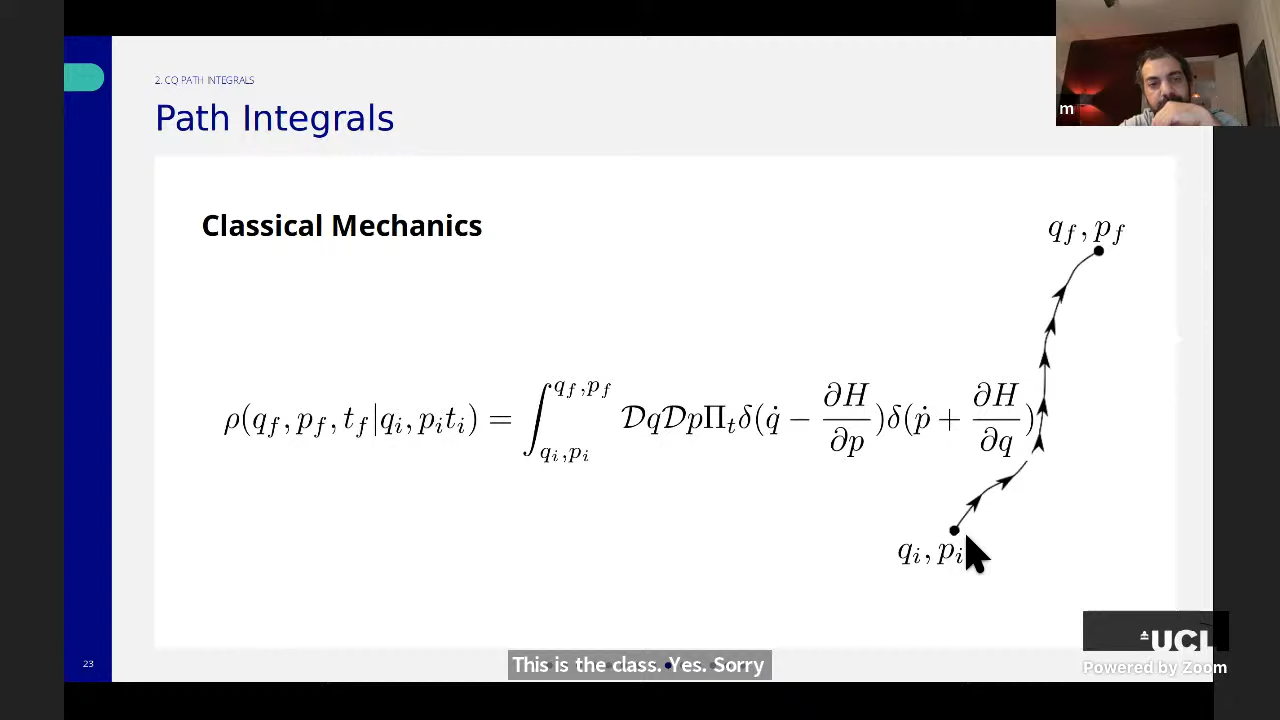 m
2. CQ PATH INTEGRALS
Path Integrals
Classical Mechanics
q_f, p_f
ρ(q_f, p_f, t_f|q_i, p_i t_i) = ∫_{q_i,p_i}^{q_f,p_f} 𝒟q𝒟pΠ_t δ(q̇ − ∂H/∂p)δ(ṗ + ∂H/∂q)
q_i, p_i
UCL
23
This is the class. Yes. Sorry
Powered by Zoom